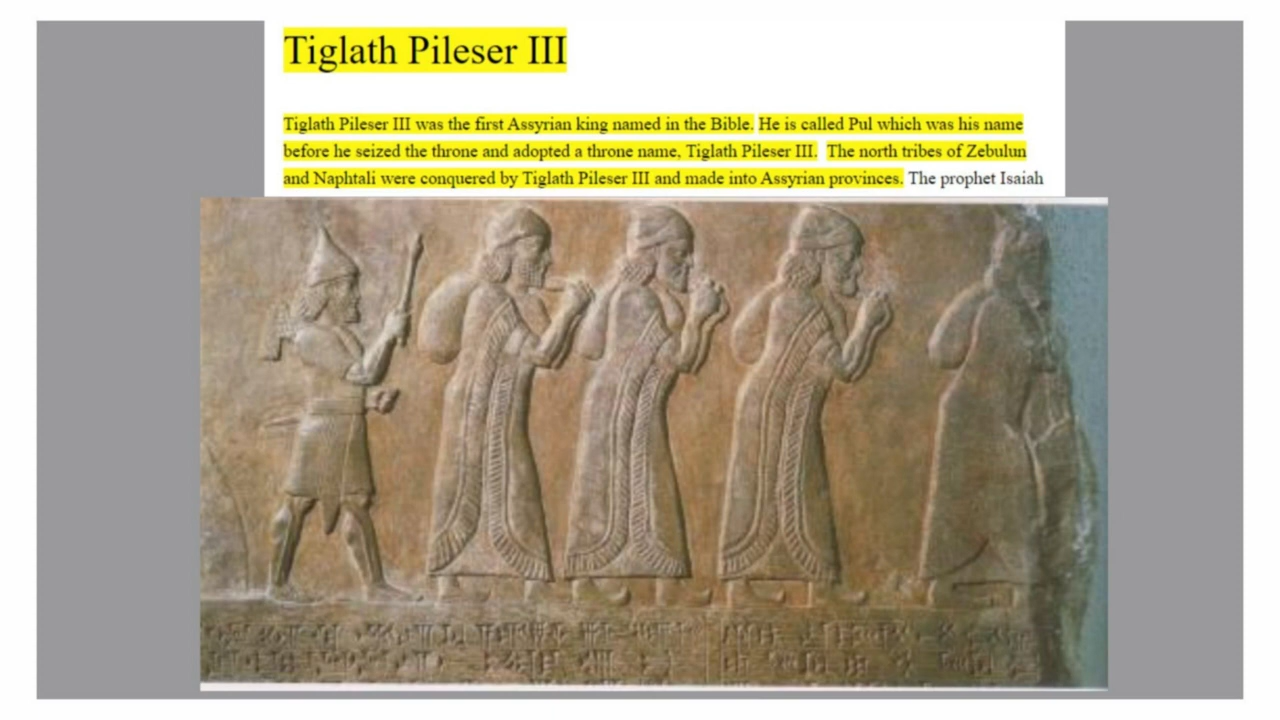 Tiglath Pileser III
Tiglath Pileser III was the first Assyrian king named in the Bible. He is called Pul which was his name
before he seized the throne and adopted a throne name, Tiglath Pileser III. The north tribes of Zebulun
and Naphtali were conquered by Tiglath Pileser III and made into Assyrian provinces. The prophet Isaiah